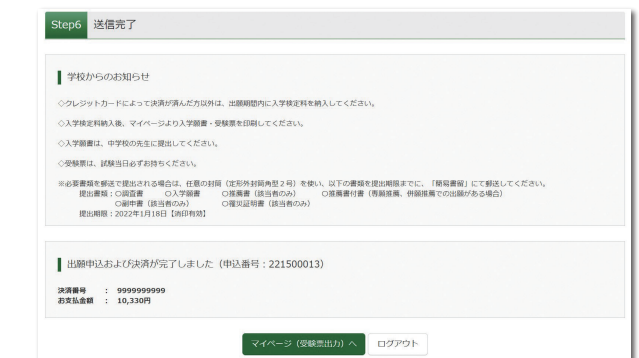 Step6 送信完了
学校からのお知らせ
◇クレジットカードによって決済が済んだ方以外は、出願期間内に入学検定料を納入してください。
◇入学検定料納入後、マイページより入学願書・受験票を印刷してください。
◇入学願書は、中学校の先生に提出してください。
◇受験票は、試験当日必ずお持ちください。
※必要書類を郵送で提出される場合は、任意の封筒（定形外封筒角型２号）を使い、以下の書類を提出期限までに、「簡易書留」にて郵送してください。
提出書類：○調査書　○入学願書　○推薦書（該当者のみ）　○推薦書付書（専願推薦、併願推薦での出願がある場合）
○副申書（該当者のみ）　○罹災証明書（該当者のみ）
提出期限：2022年1月18日【消印有効】
出願申込および決済が完了しました（申込番号：221500013）
決済番号　：　9999999999
お支払金額　：　10,330円
マイページ（受験票出力）へ　ログアウト